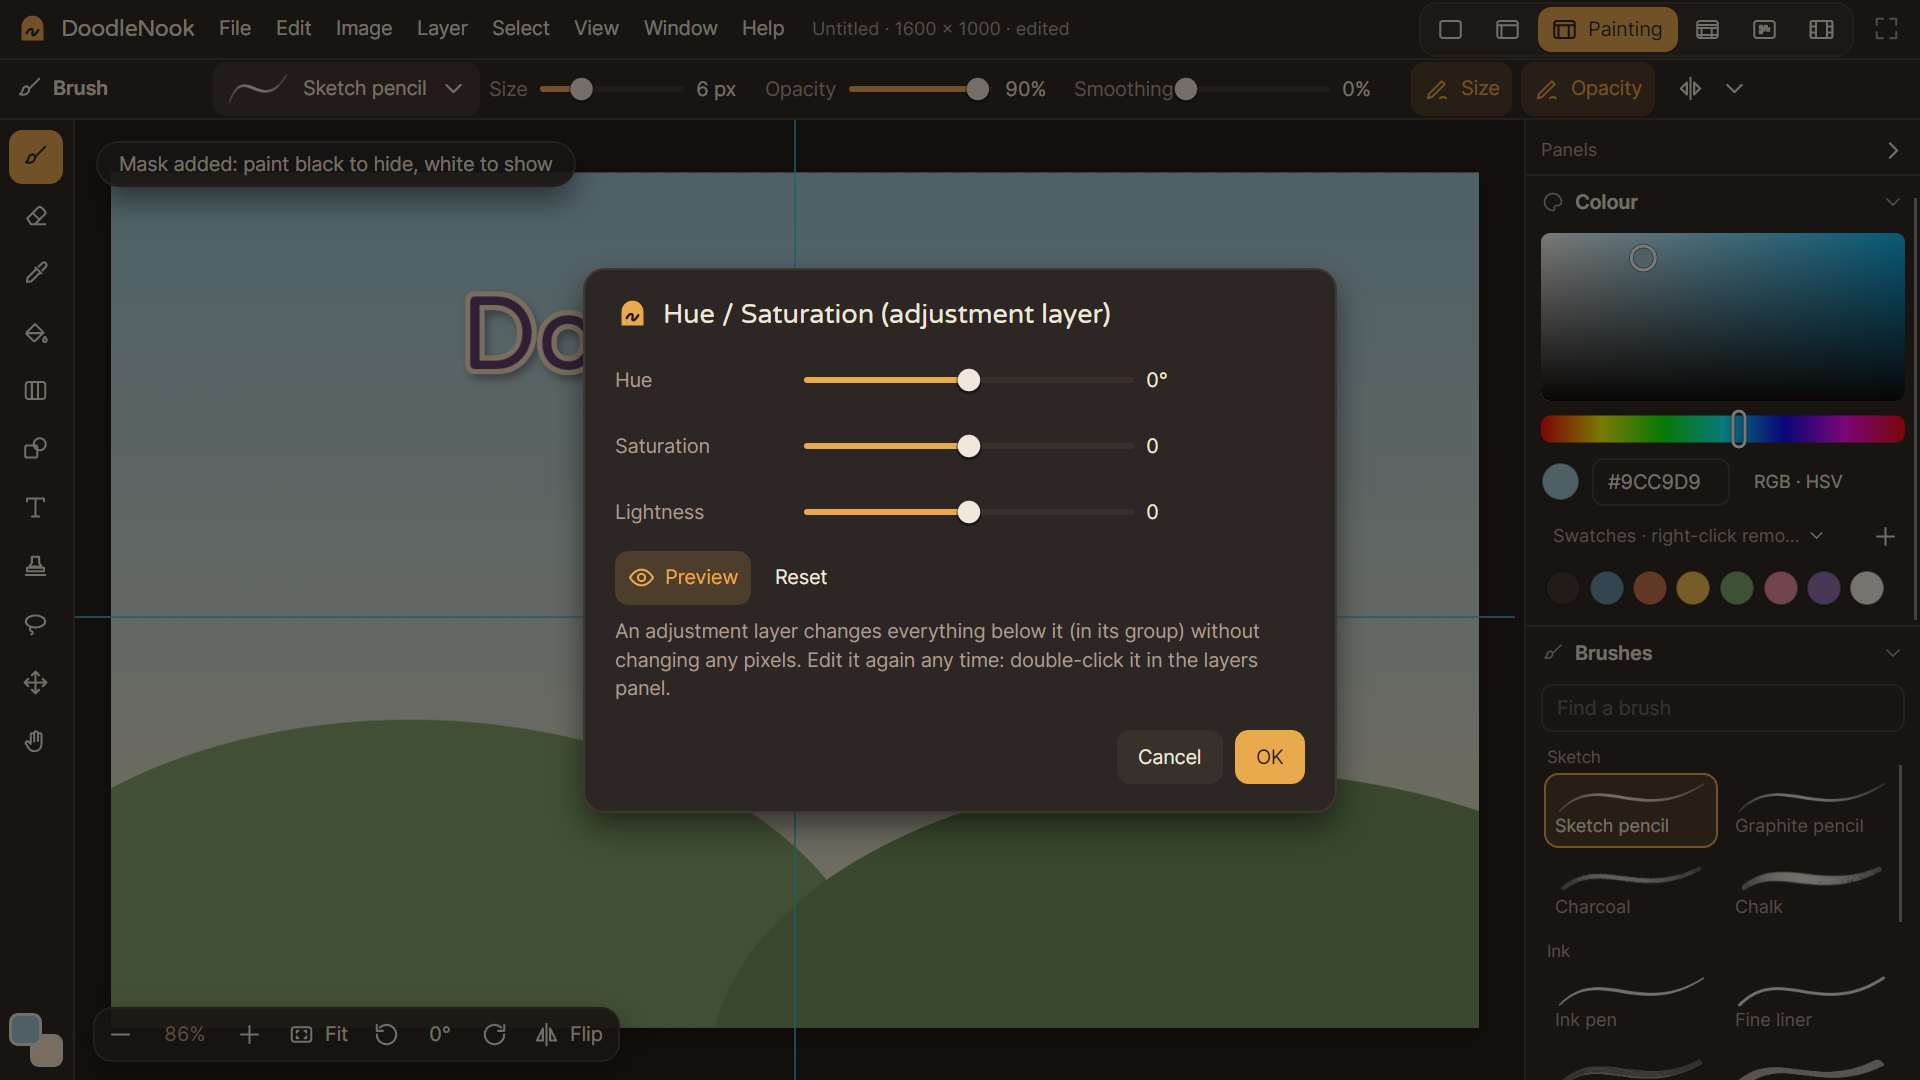 DoodleNook File Edit Image Layer Select View Window Help Untitled · 1600 × 1000 · edited Painting
Brush Sketch pencil Size 6 px Opacity 90% Smoothing 0% Size Opacity
Mask added: paint black to hide, white to show
Do
Hue / Saturation (adjustment layer)
Hue 0°
Saturation 0
Lightness 0
Preview Reset
An adjustment layer changes everything below it (in its group) without
changing any pixels. Edit it again any time: double-click it in the layers
panel.
Cancel OK
86% Fit 0° Flip
Panels
Colour
#9CC9D9 RGB · HSV
Swatches · right-click remo...
Brushes
Find a brush
Sketch
Sketch pencil Graphite pencil
Charcoal Chalk
Ink
Ink pen Fine liner